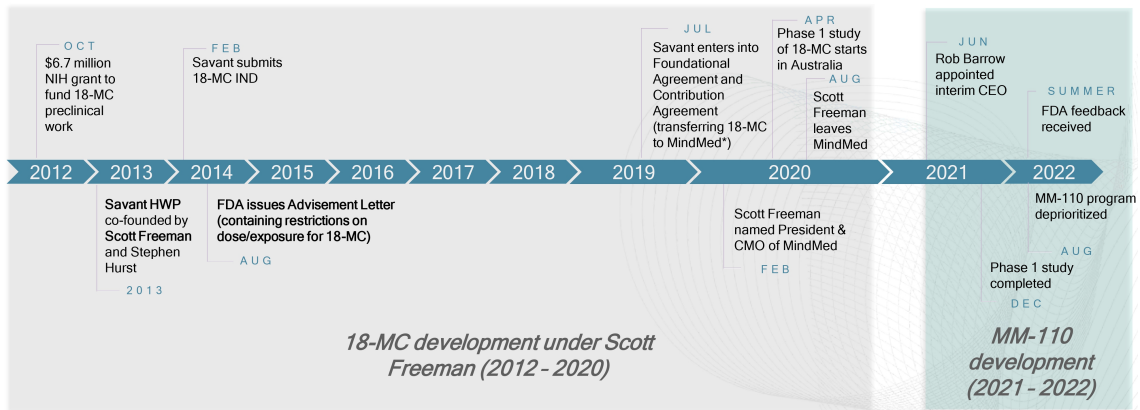 OCT
$6.7 million
NIH grant to
fund 18-MC
preclinical
work
FEB
Savant submits
18-MC IND
JUL
Savant enters into
Foundational
Agreement and
Contribution
Agreement
(transferring 18-MC
to MindMed*)
APR
Phase 1 study
of 18-MC starts
in Australia
AUG
Scott
Freeman
leaves
MindMed
JUN
Rob Barrow
appointed
interim CEO
SUMMER
FDA feedback
received
2012 2013 2014 2015 2016 2017 2018 2019 2020 2021 2022
Savant HWP
co-founded by
Scott Freeman
and Stephen
Hurst
2013
FDA issues Advisement Letter
(containing restrictions on
dose/exposure for 18-MC)
AUG
Scott Freeman
named President &
CMO of MindMed
FEB
MM-110 program
deprioritized
AUG
Phase 1 study
completed
DEC
18-MC development under Scott
Freeman (2012 - 2020)
MM-110
development
(2021 - 2022)